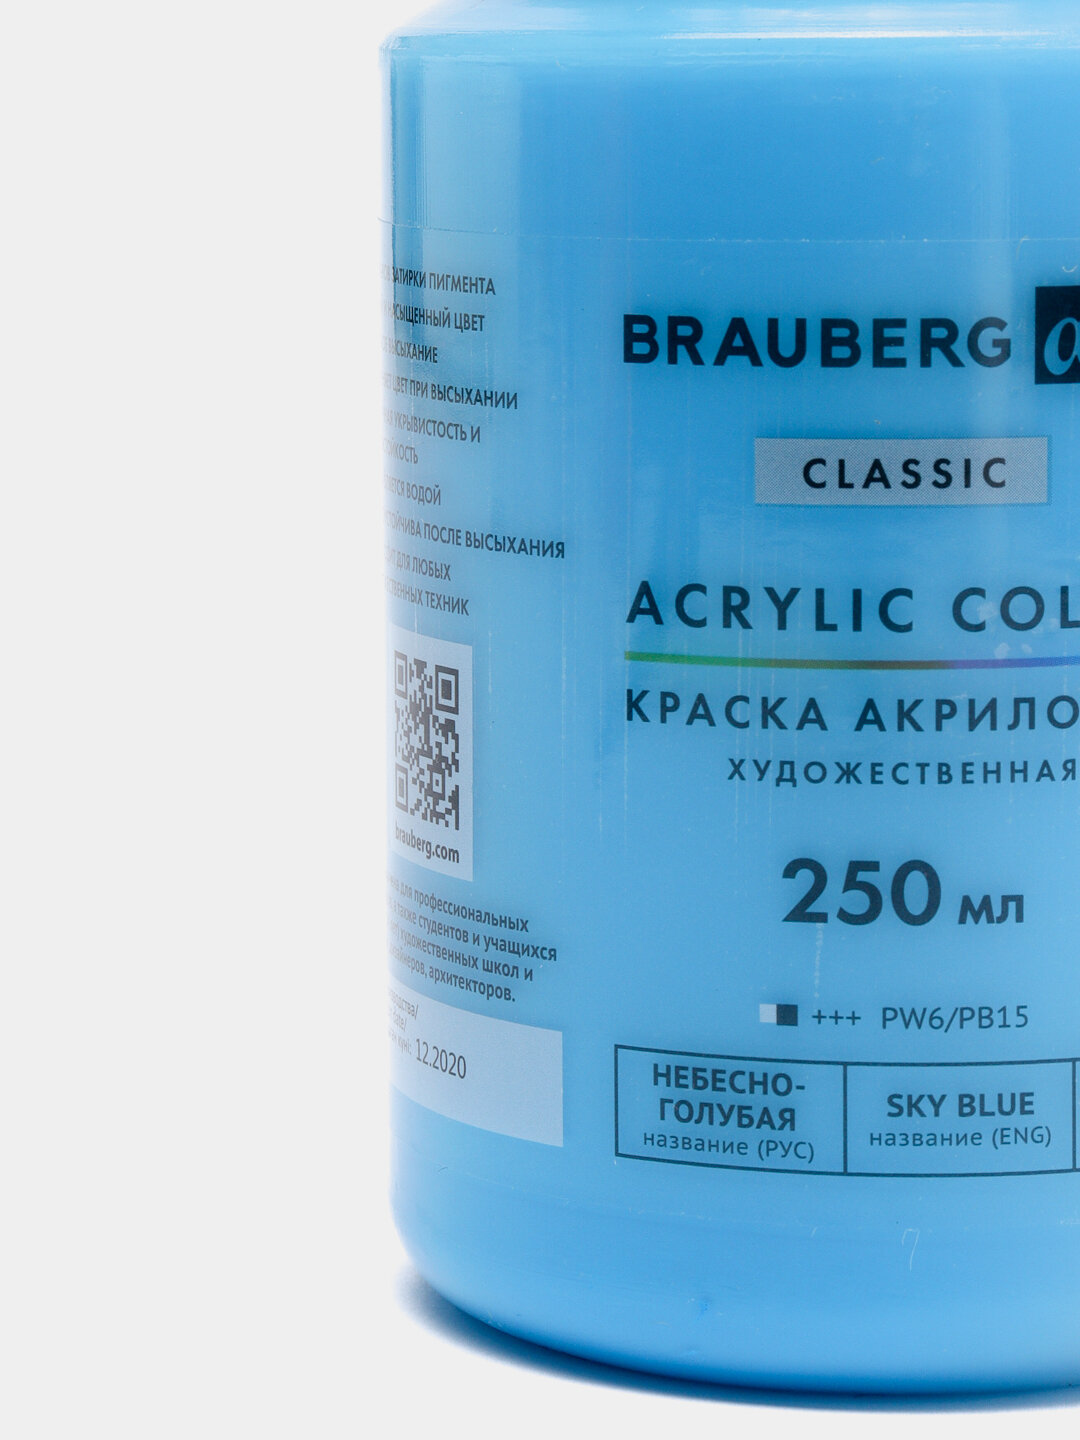 ЗАТИРКИ ПИГМЕНТА
НАСЫЩЕННЫЙ ЦВЕТ
ВЫСЫХАНИЕ
ЦВЕТ ПРИ ВЫСЫХАНИИ
УКРЫВИСТОСТЬ И
ВОДОЙ
ПОСЛЕ ВЫСЫХАНИЯ
ДЛЯ ЛЮБЫХ
ТЕХНИК
brauberg.com
для профессиональных
а также студентов и учащихся
художественных школ и
архитекторов.
12.2020
BRAUBERG
CLASSIC
ACRYLIC COL
КРАСКА АКРИЛО
ХУДОЖЕСТВЕННАЯ
250 мл
+++ PW6/PB15
НЕБЕСНО-
ГОЛУБАЯ
название (РУС)
SKY BLUE
название (ENG)